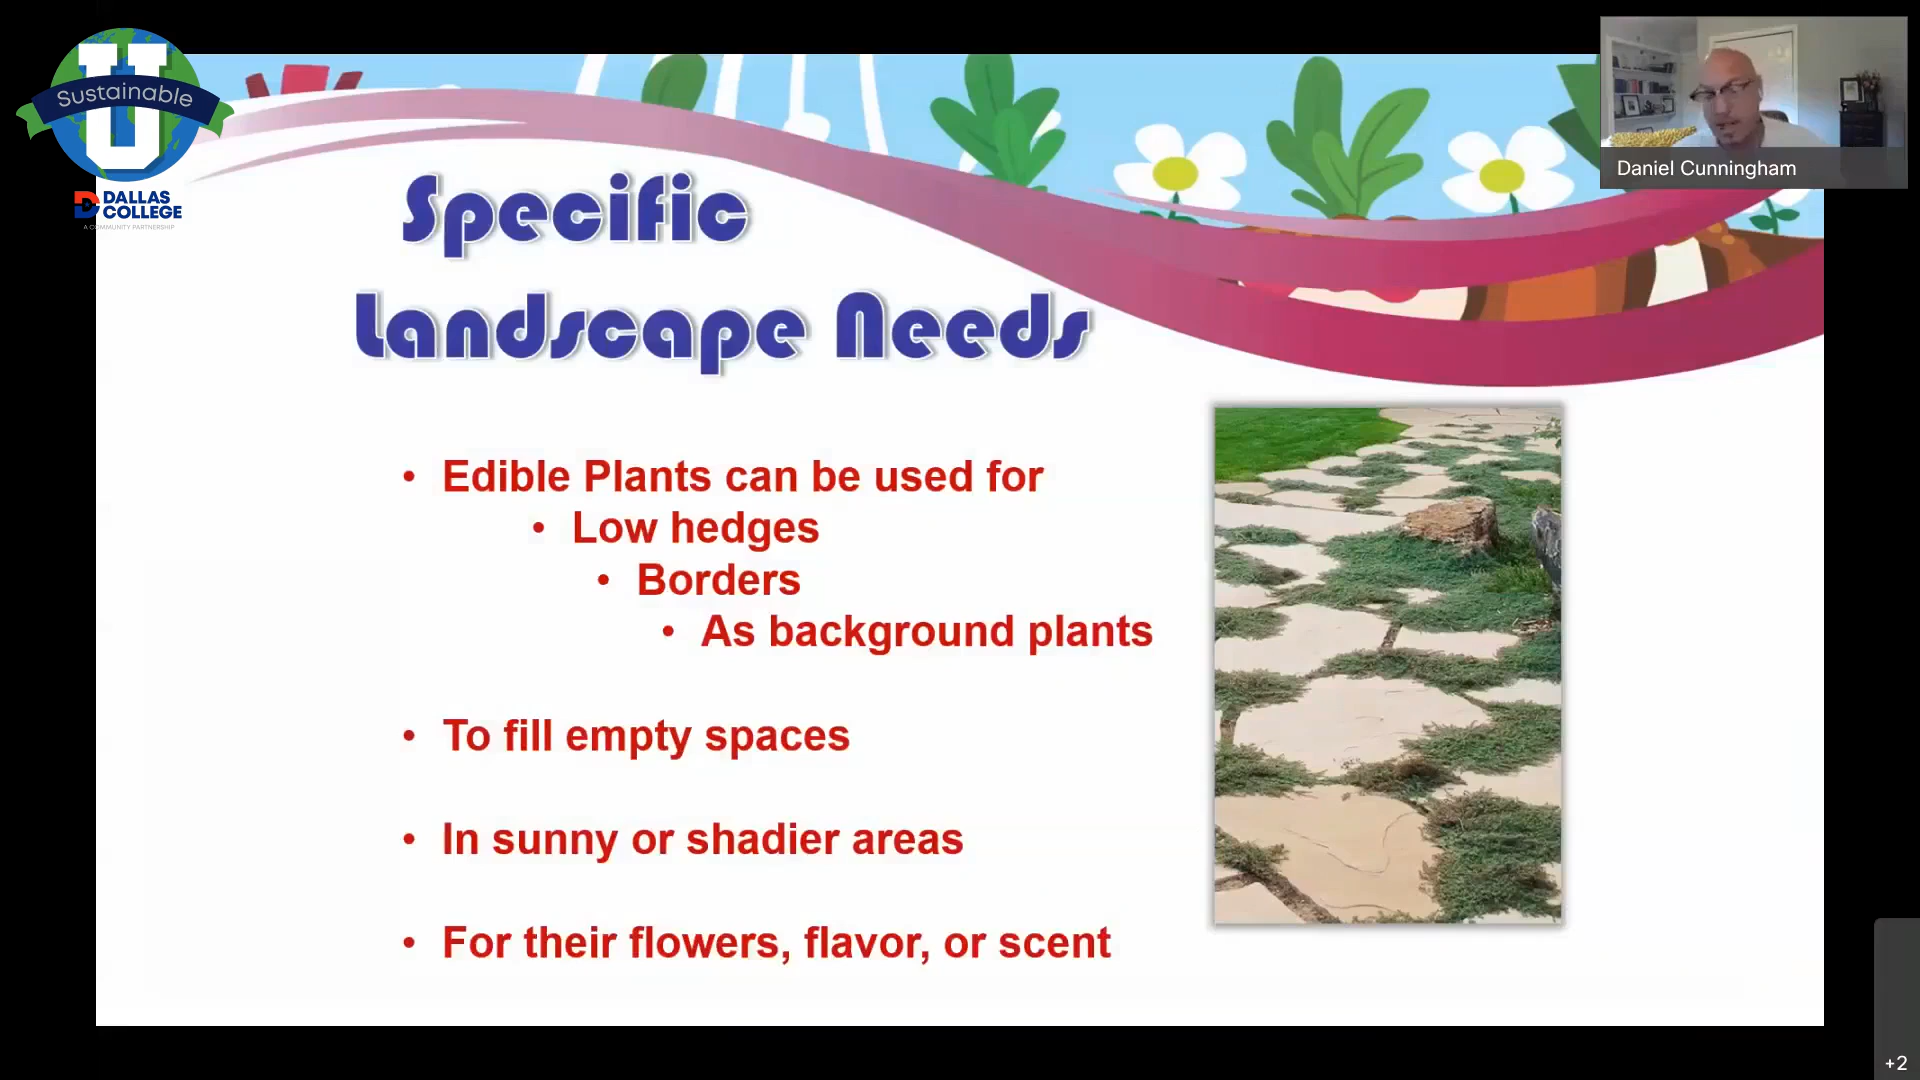 U
Sustainable
DALLAS
COLLEGE
A COMMUNITY PARTNERSHIP
Daniel Cunningham
Specific
Landscape Needs
• Edible Plants can be used for
• Low hedges
• Borders
• As background plants
• To fill empty spaces
• In sunny or shadier areas
• For their flowers, flavor, or scent
+2